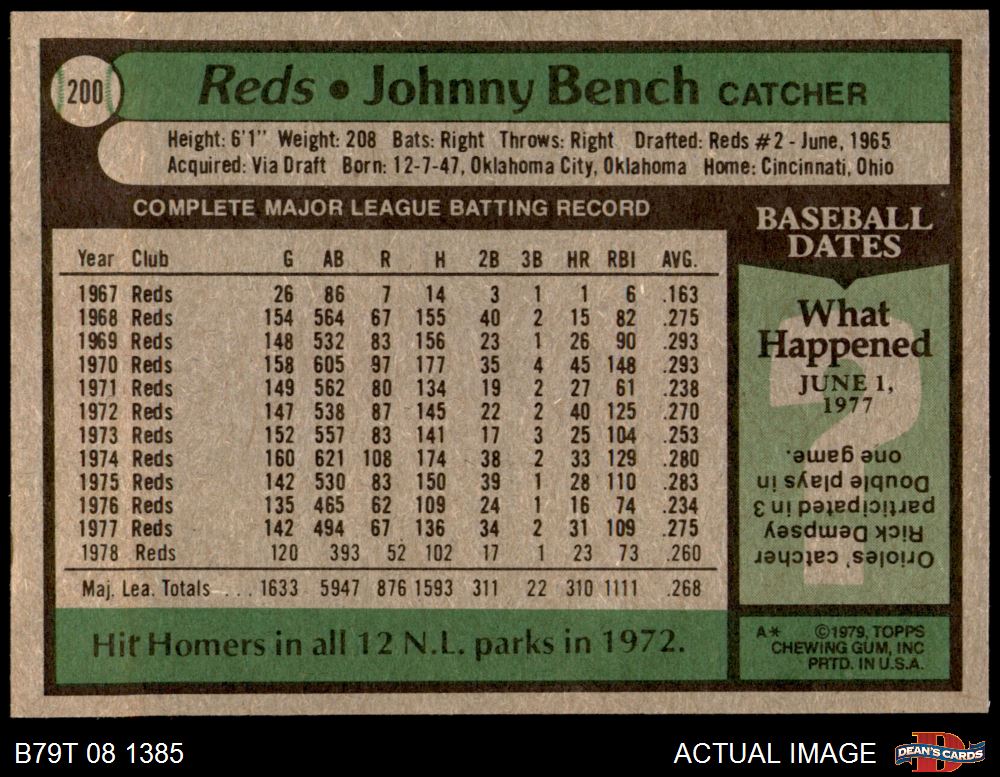 200
Reds • Johnny Bench CATCHER
Height: 6'1" Weight: 208 Bats: Right Throws: Right Drafted: Reds #2 - June, 1965
Acquired: Via Draft Born: 12-7-47, Oklahoma City, Oklahoma Home: Cincinnati, Ohio
COMPLETE MAJOR LEAGUE BATTING RECORD
Year Club G AB R H 2B 3B HR RBI AVG.
1967 Reds 26 86 7 14 3 1 1 6 .163
1968 Reds 154 564 67 155 40 2 15 82 .275
1969 Reds 148 532 83 156 23 1 26 90 .293
1970 Reds 158 605 97 177 35 4 45 148 .293
1971 Reds 149 562 80 134 19 2 27 61 .238
1972 Reds 147 538 87 145 22 2 40 125 .270
1973 Reds 152 557 83 141 17 3 25 104 .253
1974 Reds 160 621 108 174 38 2 33 129 .280
1975 Reds 142 530 83 150 39 1 28 110 .283
1976 Reds 135 465 62 109 24 1 16 74 .234
1977 Reds 142 494 67 136 34 2 31 109 .275
1978 Reds 120 393 52 102 17 1 23 73 .260
Maj. Lea. Totals . . . 1633 5947 876 1593 311 22 310 1111 .268
Hit Homers in all 12 N.L. parks in 1972.
BASEBALL
DATES
What
Happened
JUNE 1,
1977
?
Orioles' catcher
Rick Dempsey
participated in 3
Double plays in
one game.
A* ©1979, TOPPS
CHEWING GUM, INC
PRTD. IN U.S.A.
B79T 08 1385
ACTUAL IMAGE
D
DEAN'S CARDS